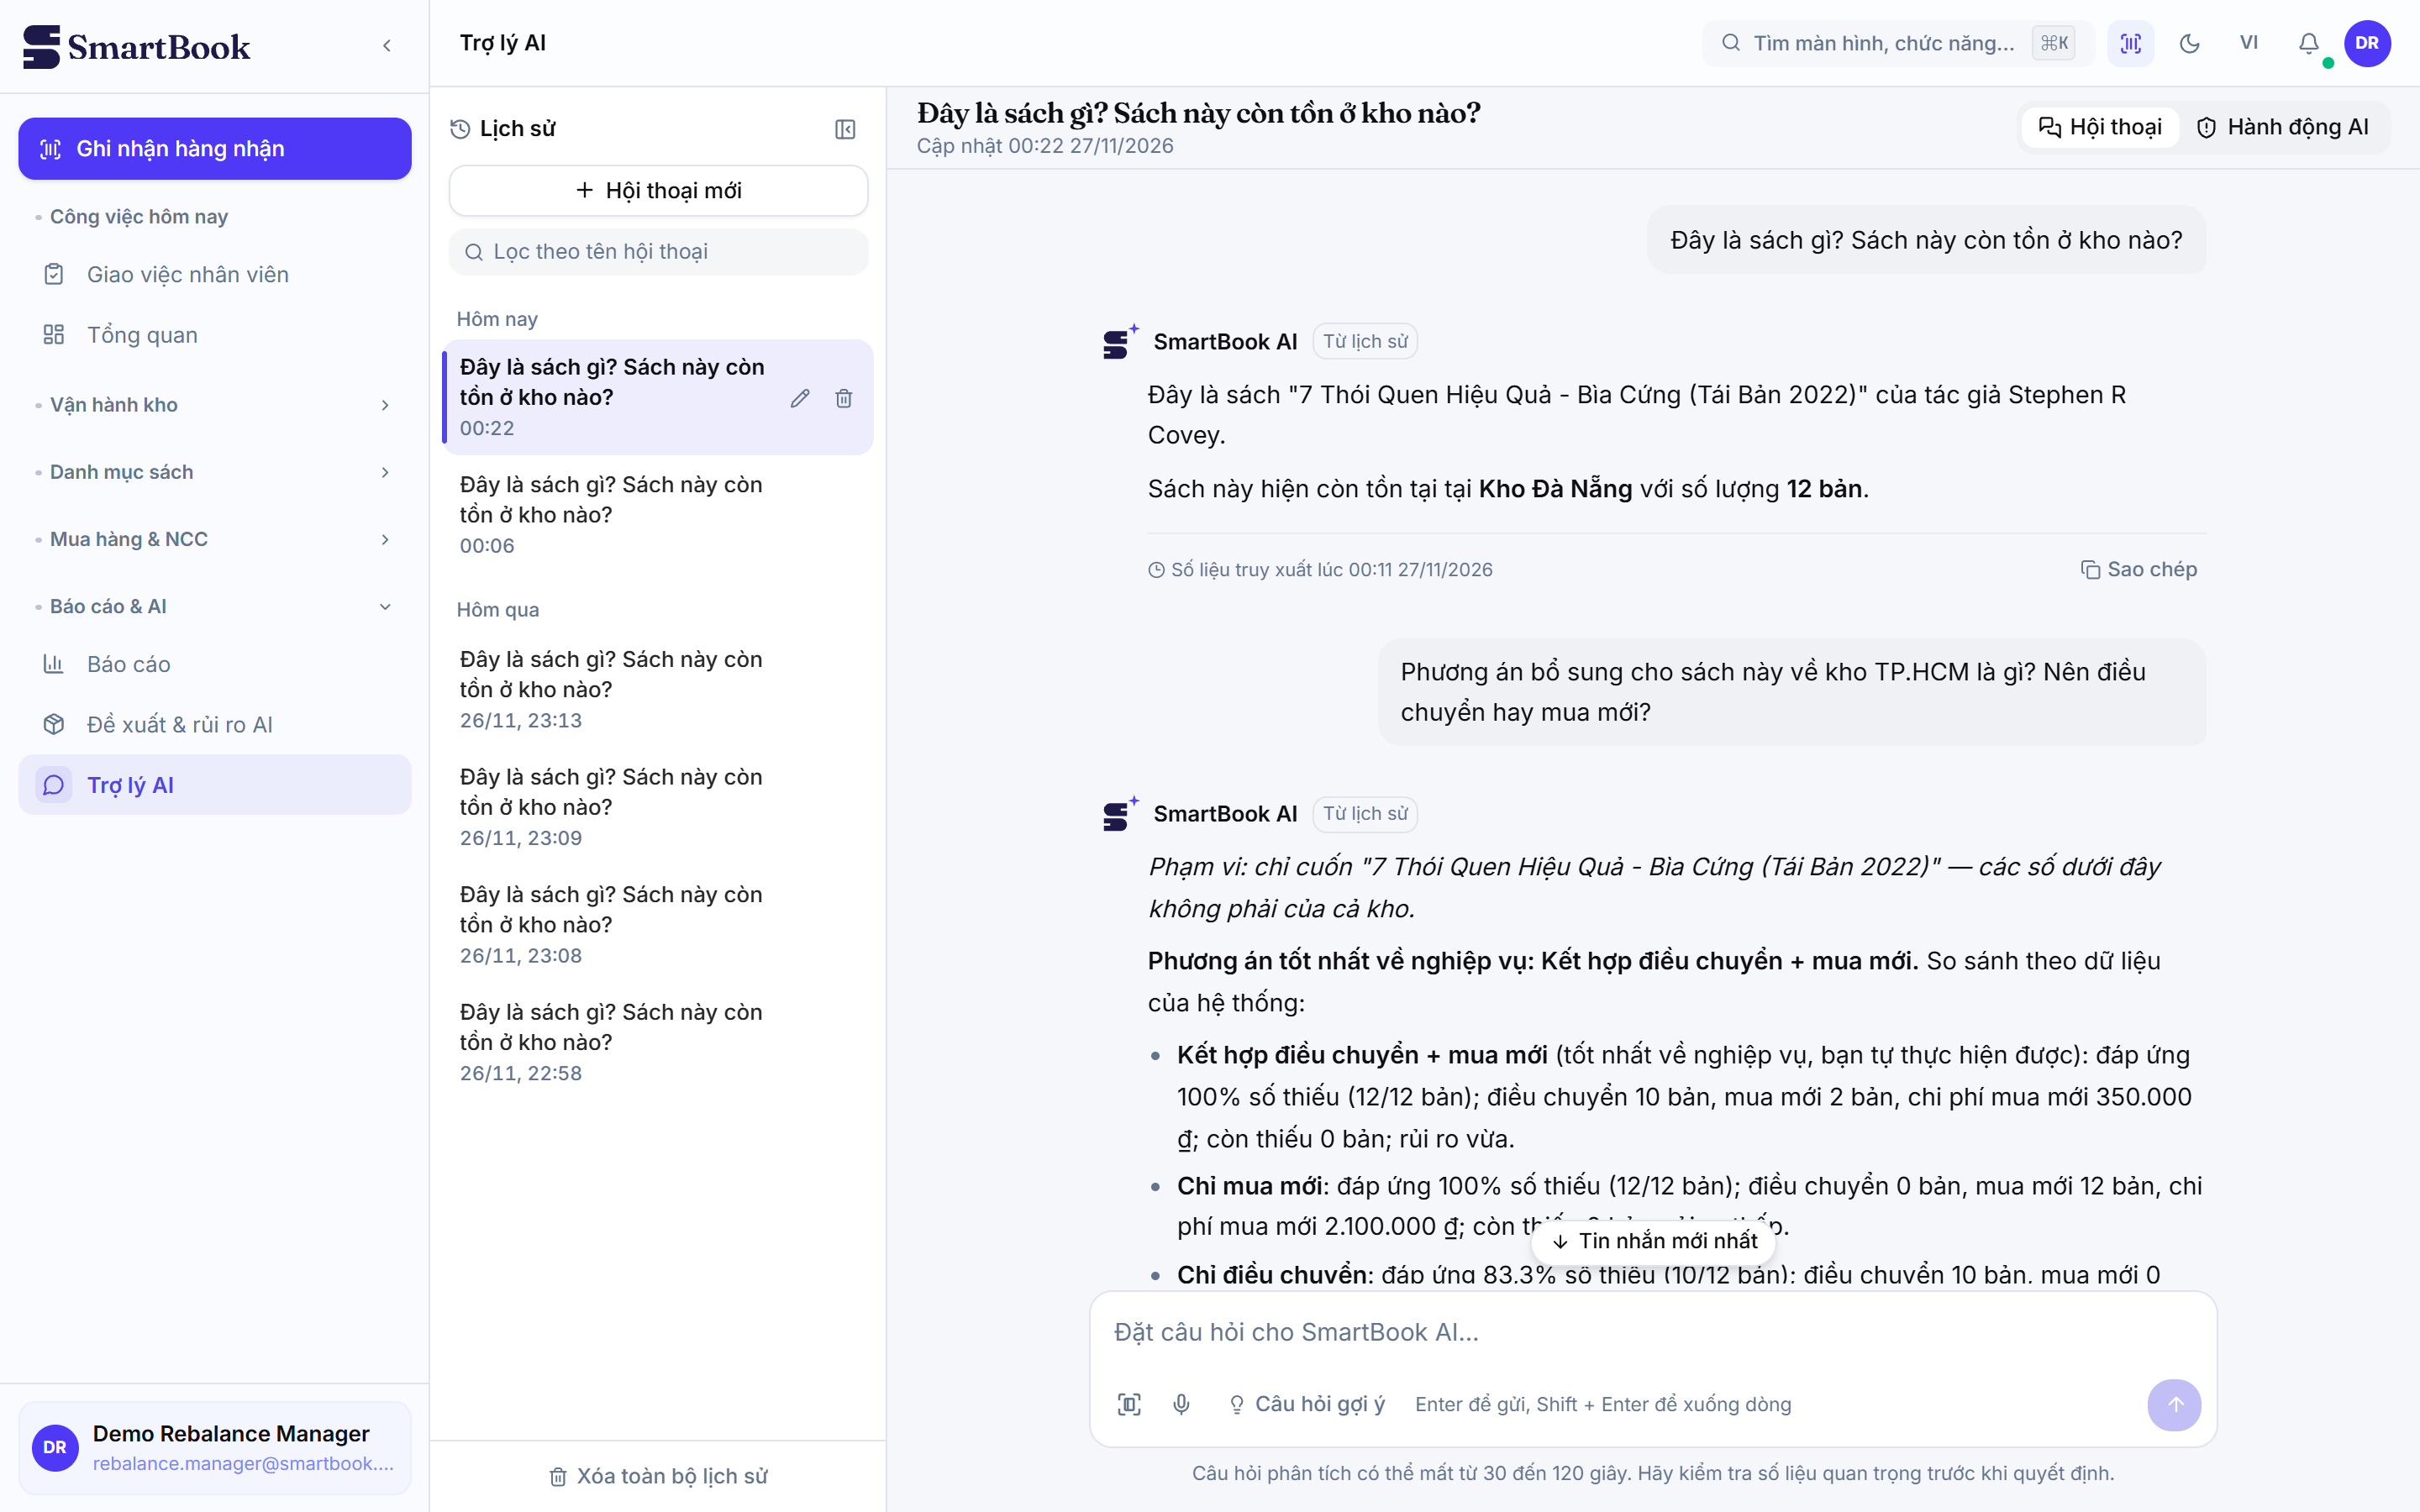 SmartBook
Ghi nhận hàng nhận
Công việc hôm nay
Giao việc nhân viên
Tổng quan
Vận hành kho
Danh mục sách
Mua hàng & NCC
Báo cáo & AI
Báo cáo
Đề xuất & rủi ro AI
Trợ lý AI
DR
Demo Rebalance Manager
rebalance.manager@smartbook....
Trợ lý AI
Tìm màn hình, chức năng...
⌘K
VI
DR
Lịch sử
Hội thoại mới
Lọc theo tên hội thoại
Hôm nay
Đây là sách gì? Sách này còn
tồn ở kho nào?
00:22
Đây là sách gì? Sách này còn
tồn ở kho nào?
00:06
Hôm qua
Đây là sách gì? Sách này còn
tồn ở kho nào?
26/11, 23:13
Đây là sách gì? Sách này còn
tồn ở kho nào?
26/11, 23:09
Đây là sách gì? Sách này còn
tồn ở kho nào?
26/11, 23:08
Đây là sách gì? Sách này còn
tồn ở kho nào?
26/11, 22:58
Xóa toàn bộ lịch sử
Đây là sách gì? Sách này còn tồn ở kho nào?
Cập nhật 00:22 27/11/2026
Hội thoại
Hành động AI
Đây là sách gì? Sách này còn tồn ở kho nào?
SmartBook AI
Từ lịch sử
Đây là sách "7 Thói Quen Hiệu Quả - Bìa Cứng (Tái Bản 2022)" của tác giả Stephen R
Covey.
Sách này hiện còn tồn tại tại Kho Đà Nẵng với số lượng 12 bản.
Số liệu truy xuất lúc 00:11 27/11/2026
Sao chép
Phương án bổ sung cho sách này về kho TP.HCM là gì? Nên điều
chuyển hay mua mới?
SmartBook AI
Từ lịch sử
Phạm vi: chỉ cuốn "7 Thói Quen Hiệu Quả - Bìa Cứng (Tái Bản 2022)" — các số dưới đây
không phải của cả kho.
Phương án tốt nhất về nghiệp vụ: Kết hợp điều chuyển + mua mới. So sánh theo dữ liệu
của hệ thống:
Kết hợp điều chuyển + mua mới (tốt nhất về nghiệp vụ, bạn tự thực hiện được): đáp ứng
100% số thiếu (12/12 bản); điều chuyển 10 bản, mua mới 2 bản, chi phí mua mới 350.000
₫; còn thiếu 0 bản; rủi ro vừa.
Chỉ mua mới: đáp ứng 100% số thiếu (12/12 bản); điều chuyển 0 bản, mua mới 12 bản, chi
phí mua mới 2.100.000 ₫; còn
Tin nhắn mới nhất
Chỉ điều chuyển: đáp ứng 83,3% số thiếu (10/12 bản); điều chuyển 10 bản, mua mới 0
Đặt câu hỏi cho SmartBook AI...
Câu hỏi gợi ý
Enter để gửi, Shift + Enter để xuống dòng
Câu hỏi phân tích có thể mất từ 30 đến 120 giây. Hãy kiểm tra số liệu quan trọng trước khi quyết định.